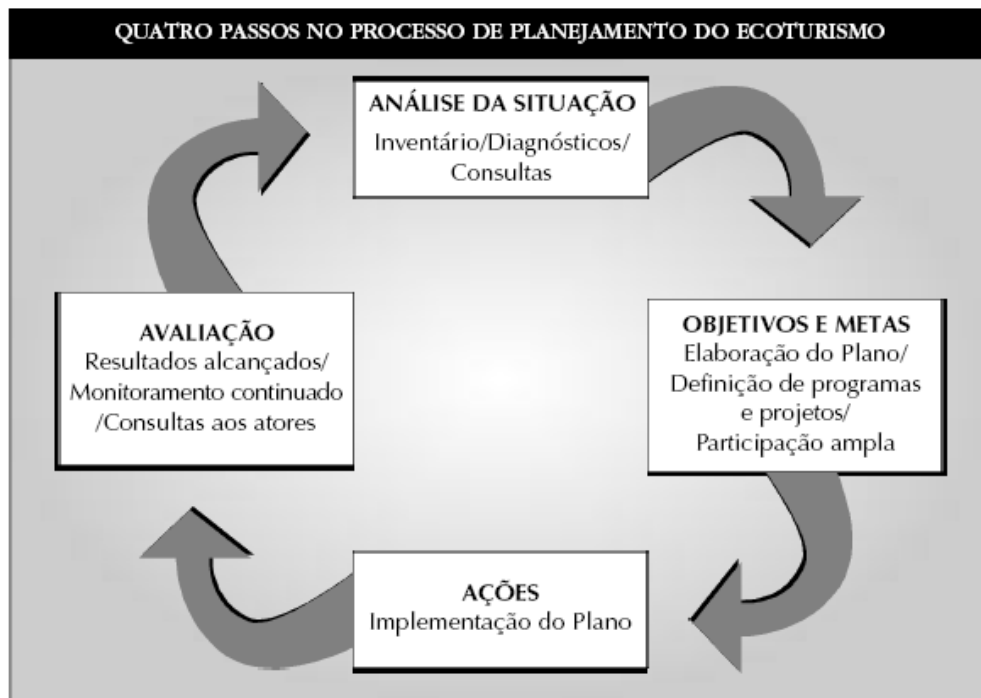 QUATRO PASSOS NO PROCESSO DE PLANEJAMENTO DO ECOTURISMO
ANÁLISE DA SITUAÇÃO
Inventário/Diagnósticos/
Consultas
OBJETIVOS E METAS
Elaboração do Plano/
Definição de programas
e projetos/
Participação ampla
AÇÕES
Implementação do Plano
AVALIAÇÃO
Resultados alcançados/
Monitoramento continuado
/Consultas aos atores